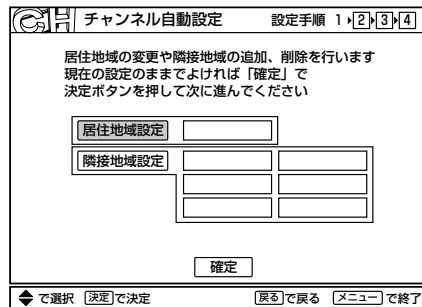 CH チャンネル自動設定 設定手順 1 2 3 4
居住地域の変更や隣接地域の追加、削除を行います
現在の設定のままでよければ「確定」で
決定ボタンを押して次に進んでください
居住地域設定
隣接地域設定
確定
で選択 決定で決定 戻るで戻る メニューで終了